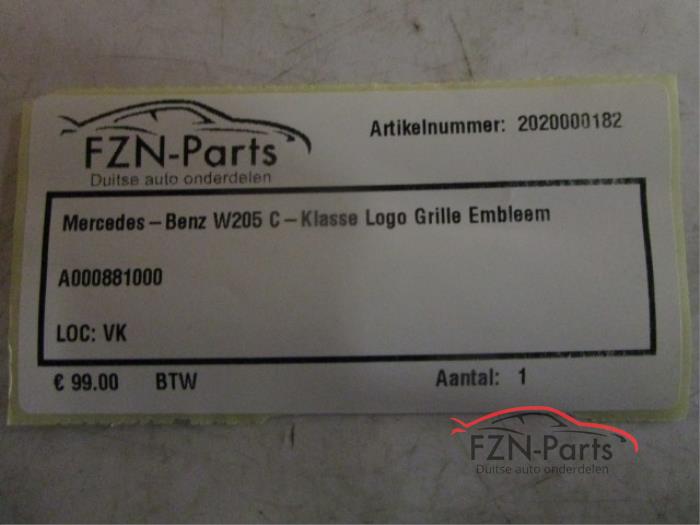 FZN-Parts
Duitse auto onderdelen
Artikelnummer: 2020000182
Mercedes-Benz W205 C-Klasse Logo Grille Embleem
A000881000
LOC: VK
€ 99.00 BTW Aantal: 1
FZN-Parts
Duitse auto onderdelen